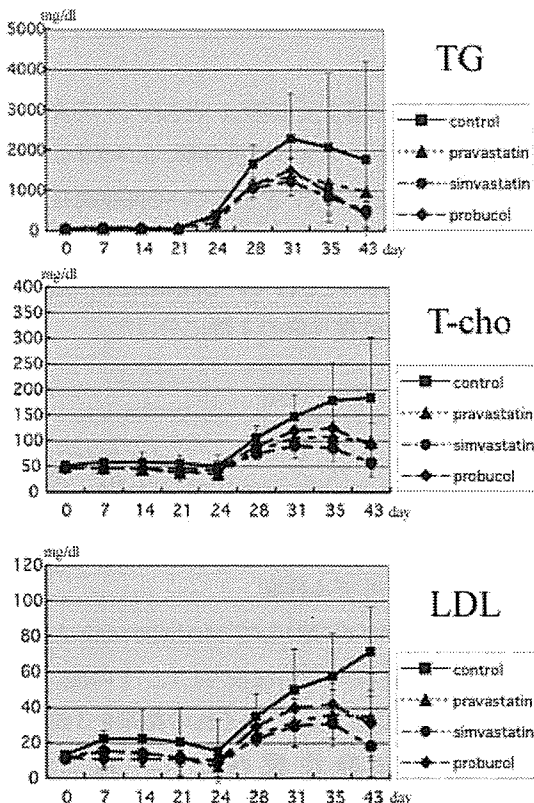 mg/dl
5000
4000
3000
2000
1000
0
0 7 14 21 24 28 31 35 43 day
TG
control
pravastatin
simvastatin
probucol
mg/dl
400
350
300
250
200
150
100
50
0
0 7 14 21 24 28 31 35 43 day
T-cho
control
pravastatin
simvastatin
probucol
mg/dl
120
100
80
60
40
20
0
0 7 14 21 24 28 31 35 43 day
LDL
control
pravastatin
simvastatin
probucol